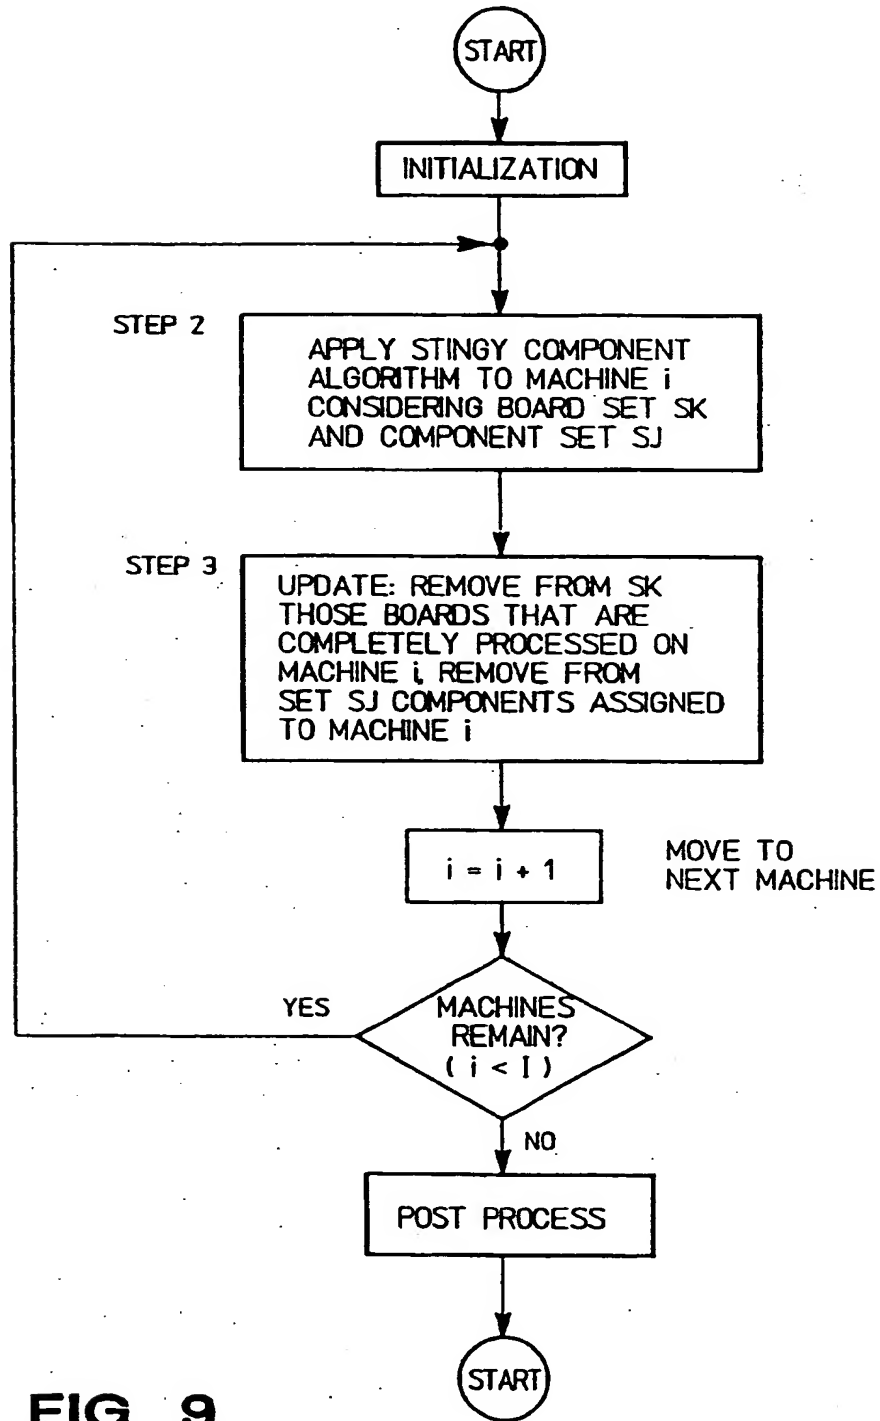 START
INITIALIZATION
STEP 2
APPLY STINGY COMPONENT
ALGORITHM TO MACHINE i
CONSIDERING BOARD SET SK
AND COMPONENT SET SJ
STEP 3
UPDATE: REMOVE FROM SK
THOSE BOARDS THAT ARE
COMPLETELY PROCESSED ON
MACHINE i, REMOVE FROM
SET SJ COMPONENTS ASSIGNED
TO MACHINE i
i = i + 1
MOVE TO
NEXT MACHINE
YES
MACHINES
REMAIN?
( i < I )
NO
POST PROCESS
START
FIG. 9